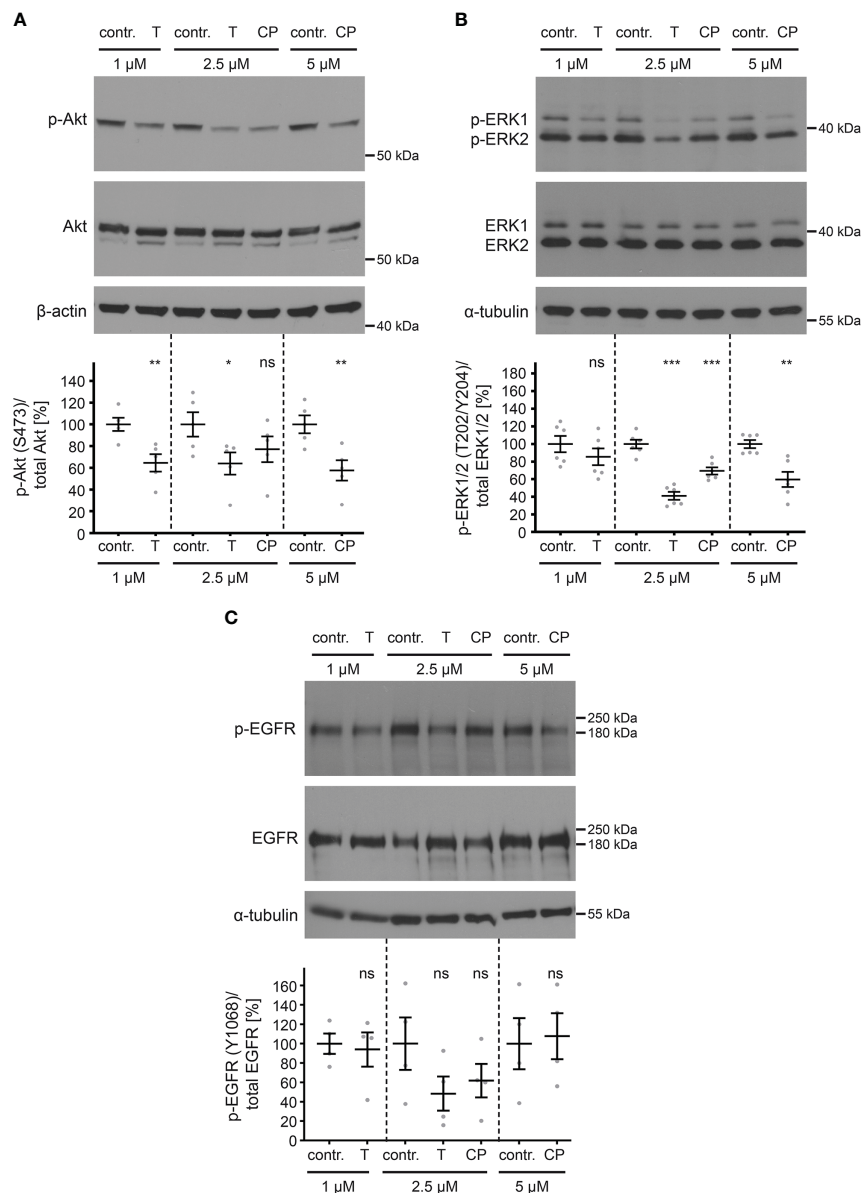 A
contr. T contr. T CP contr. CP
1 µM 2.5 µM 5 µM
p-Akt
50 kDa
Akt
50 kDa
β-actin
40 kDa
** * ns **
p-Akt (S473)/
total Akt [%]
140
120
100
80
60
40
20
0
contr. T contr. T CP contr. CP
1 µM 2.5 µM 5 µM
B
contr. T contr. T CP contr. CP
1 µM 2.5 µM 5 µM
p-ERK1
p-ERK2
40 kDa
ERK1
ERK2
40 kDa
α-tubulin
55 kDa
ns *** *** **
p-ERK1/2 (T202/Y204)/
total ERK1/2 [%]
180
160
140
120
100
80
60
40
20
0
contr. T contr. T CP contr. CP
1 µM 2.5 µM 5 µM
C
contr. T contr. T CP contr. CP
1 µM 2.5 µM 5 µM
p-EGFR
250 kDa
180 kDa
EGFR
250 kDa
180 kDa
α-tubulin
55 kDa
ns ns ns ns
p-EGFR (Y1068)/
total EGFR [%]
160
140
120
100
80
60
40
20
0
contr. T contr. T CP contr. CP
1 µM 2.5 µM 5 µM